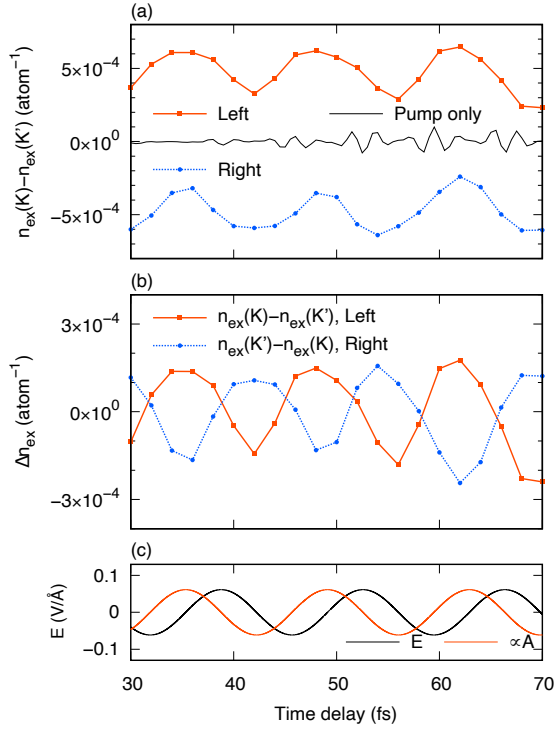 (a)
n_ex(K)−n_ex(K') (atom⁻¹)
5×10⁻⁴
0×10⁰
−5×10⁻⁴
Left
Pump only
Right
(b)
Δn_ex (atom⁻¹)
3×10⁻⁴
0×10⁰
−3×10⁻⁴
n_ex(K)−n_ex(K'), Left
n_ex(K')−n_ex(K), Right
(c)
E (V/Å)
0.1
0
−0.1
E
∝A
30 40 50 60 70
Time delay (fs)